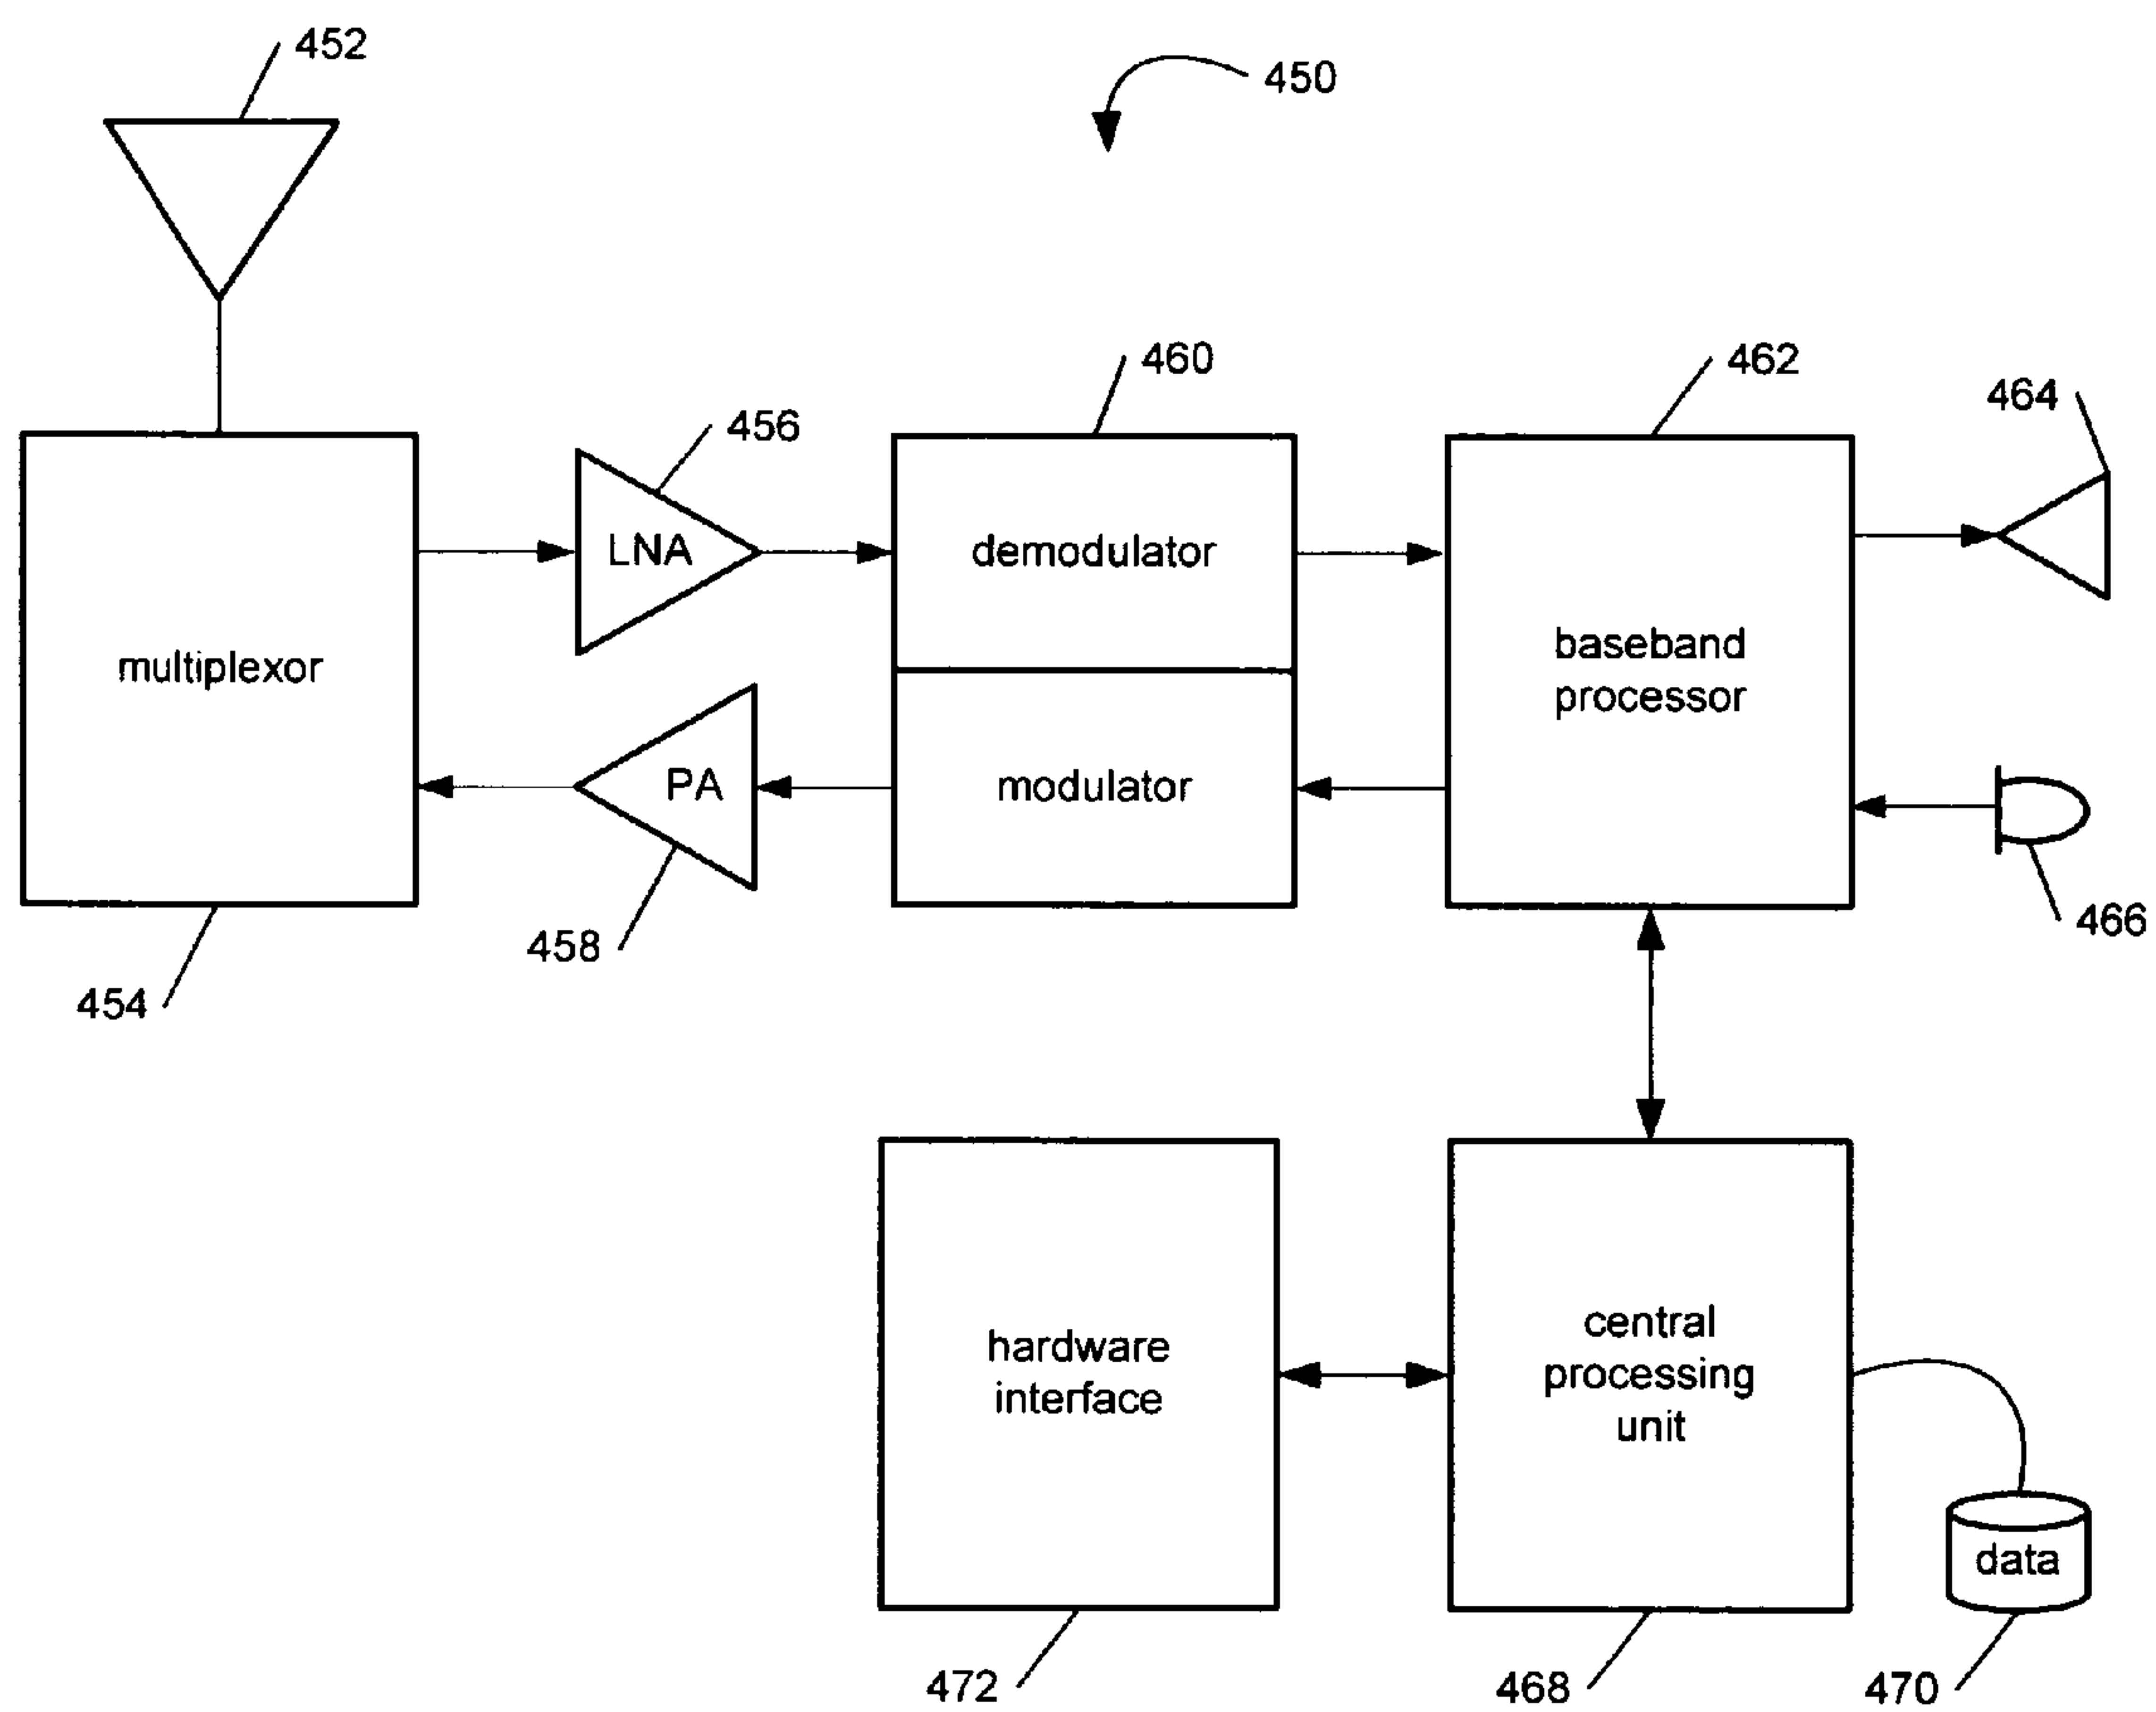 452
450
460
462
464
456
LNA
demodulator
baseband
processor
multiplexor
PA
modulator
458
466
454
hardware
interface
central
processing
unit
data
472
468
470